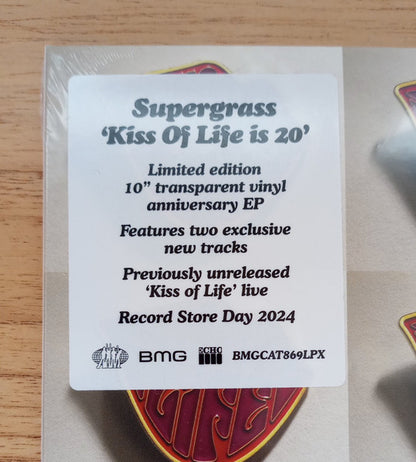 Supergrass
‘Kiss Of Life is 20’
Limited edition
10” transparent vinyl
anniversary EP
Features two exclusive
new tracks
Previously unreleased
‘Kiss of Life’ live
Record Store Day 2024
BMG ECHO BMGCAT869LPX